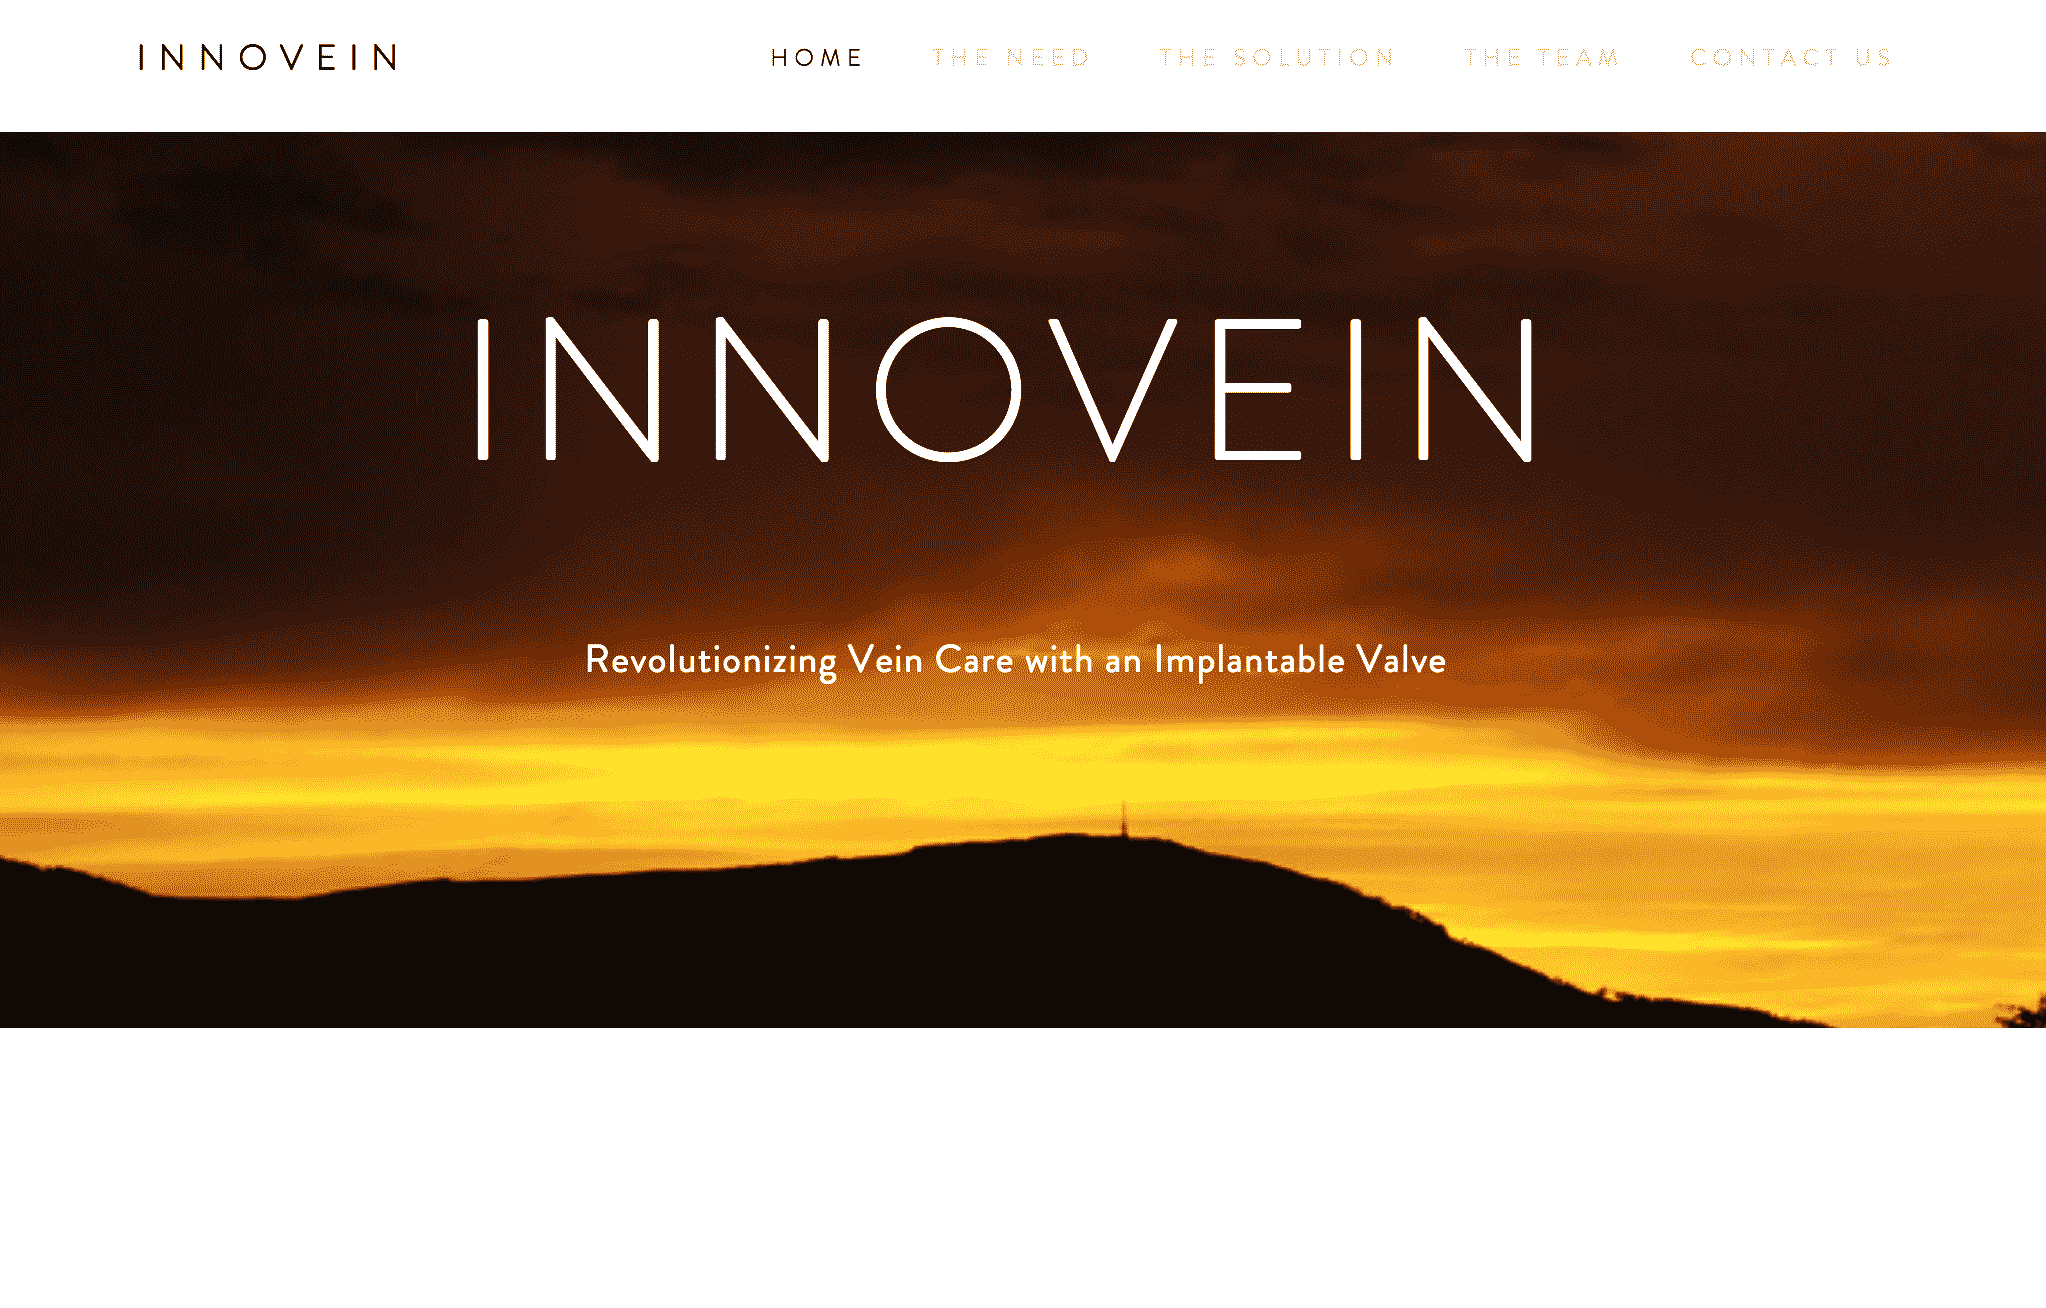 INNOVEIN
HOME THE NEED THE SOLUTION THE TEAM CONTACT US
INNOVEIN
Revolutionizing Vein Care with an Implantable Valve